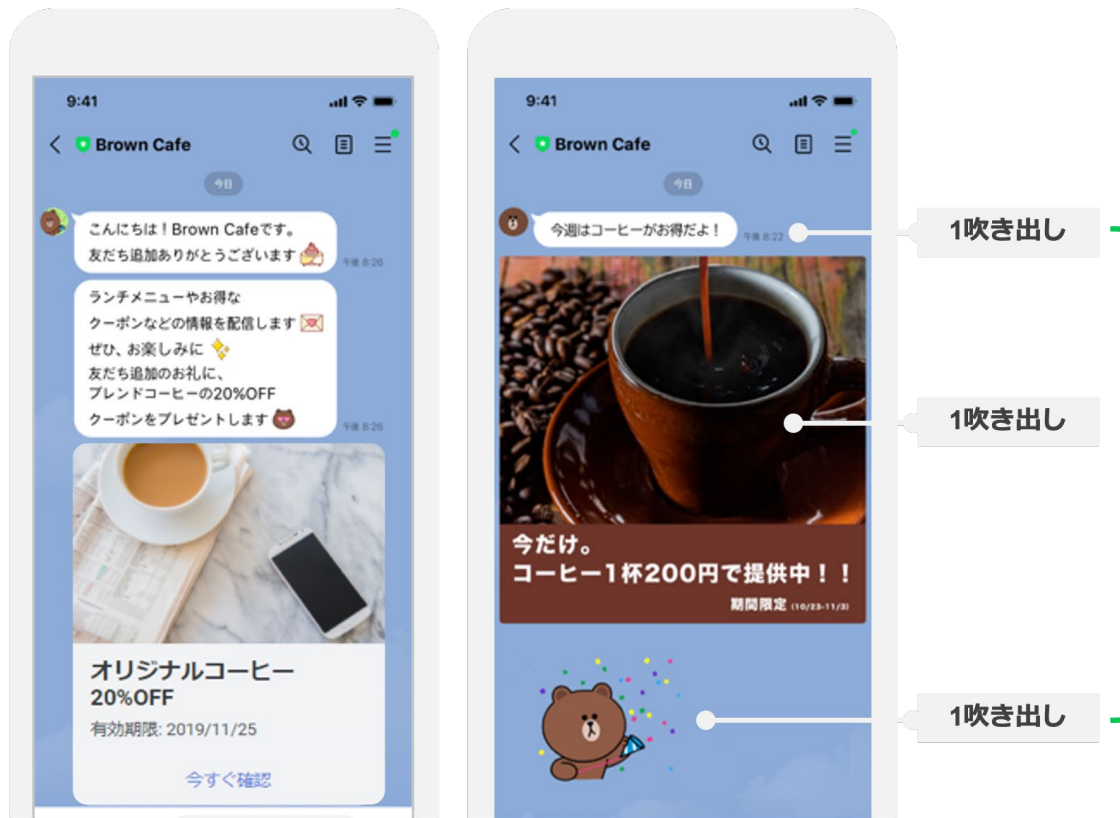 9:41
Brown Cafe
今日
こんにちは！Brown Cafeです。
友だち追加ありがとうございます
午後 8:26
ランチメニューやお得な
クーポンなどの情報を配信します
ぜひ、お楽しみに
友だち追加のお礼に、
ブレンドコーヒーの20%OFF
クーポンをプレゼントします
午後 8:26
オリジナルコーヒー
20%OFF
有効期限: 2019/11/25
今すぐ確認
9:41
Brown Cafe
今日
今週はコーヒーがお得だよ！
午後 8:22
今だけ。
コーヒー1杯200円で提供中！！
期間限定 (10/23-11/3)
1吹き出し
1吹き出し
1吹き出し